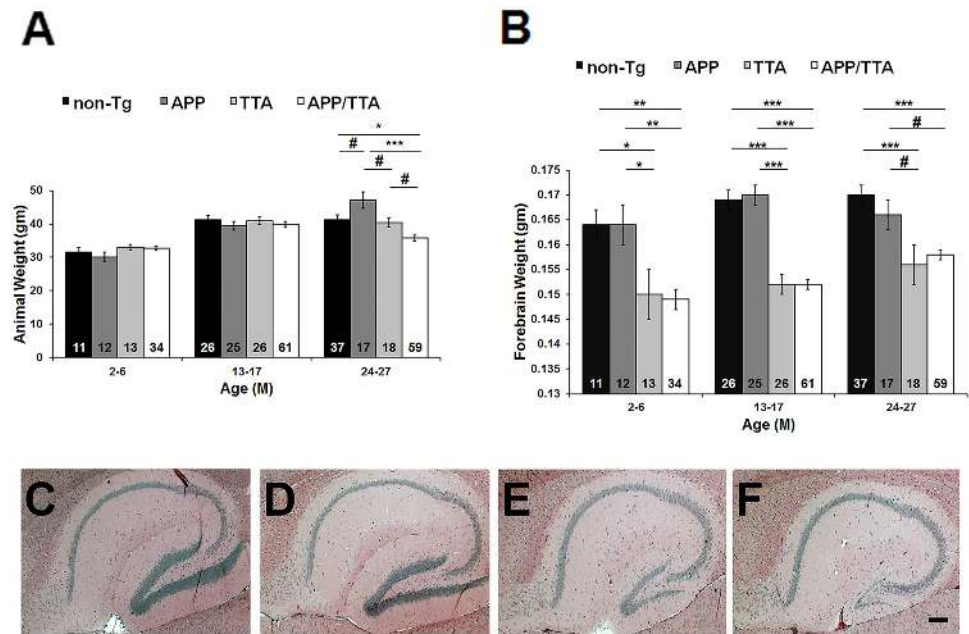 A
non-Tg APP TTA APP/TTA
*
# ***
#
#
Animal Weight (gm)
50
40
30
20
10
0
11 12 13 34 26 25 26 61 37 17 18 59
2-6 13-17 24-27
Age (M)
B
non-Tg APP TTA APP/TTA
** *** ***
** *** #
* *** ***
* *** #
Forebrain Weight (gm)
0.17
0.165
0.16
0.155
0.15
0.145
0.14
0.135
0.13
11 12 13 34 26 25 26 61 37 17 18 59
2-6 13-17 24-27
Age (M)
C D E F